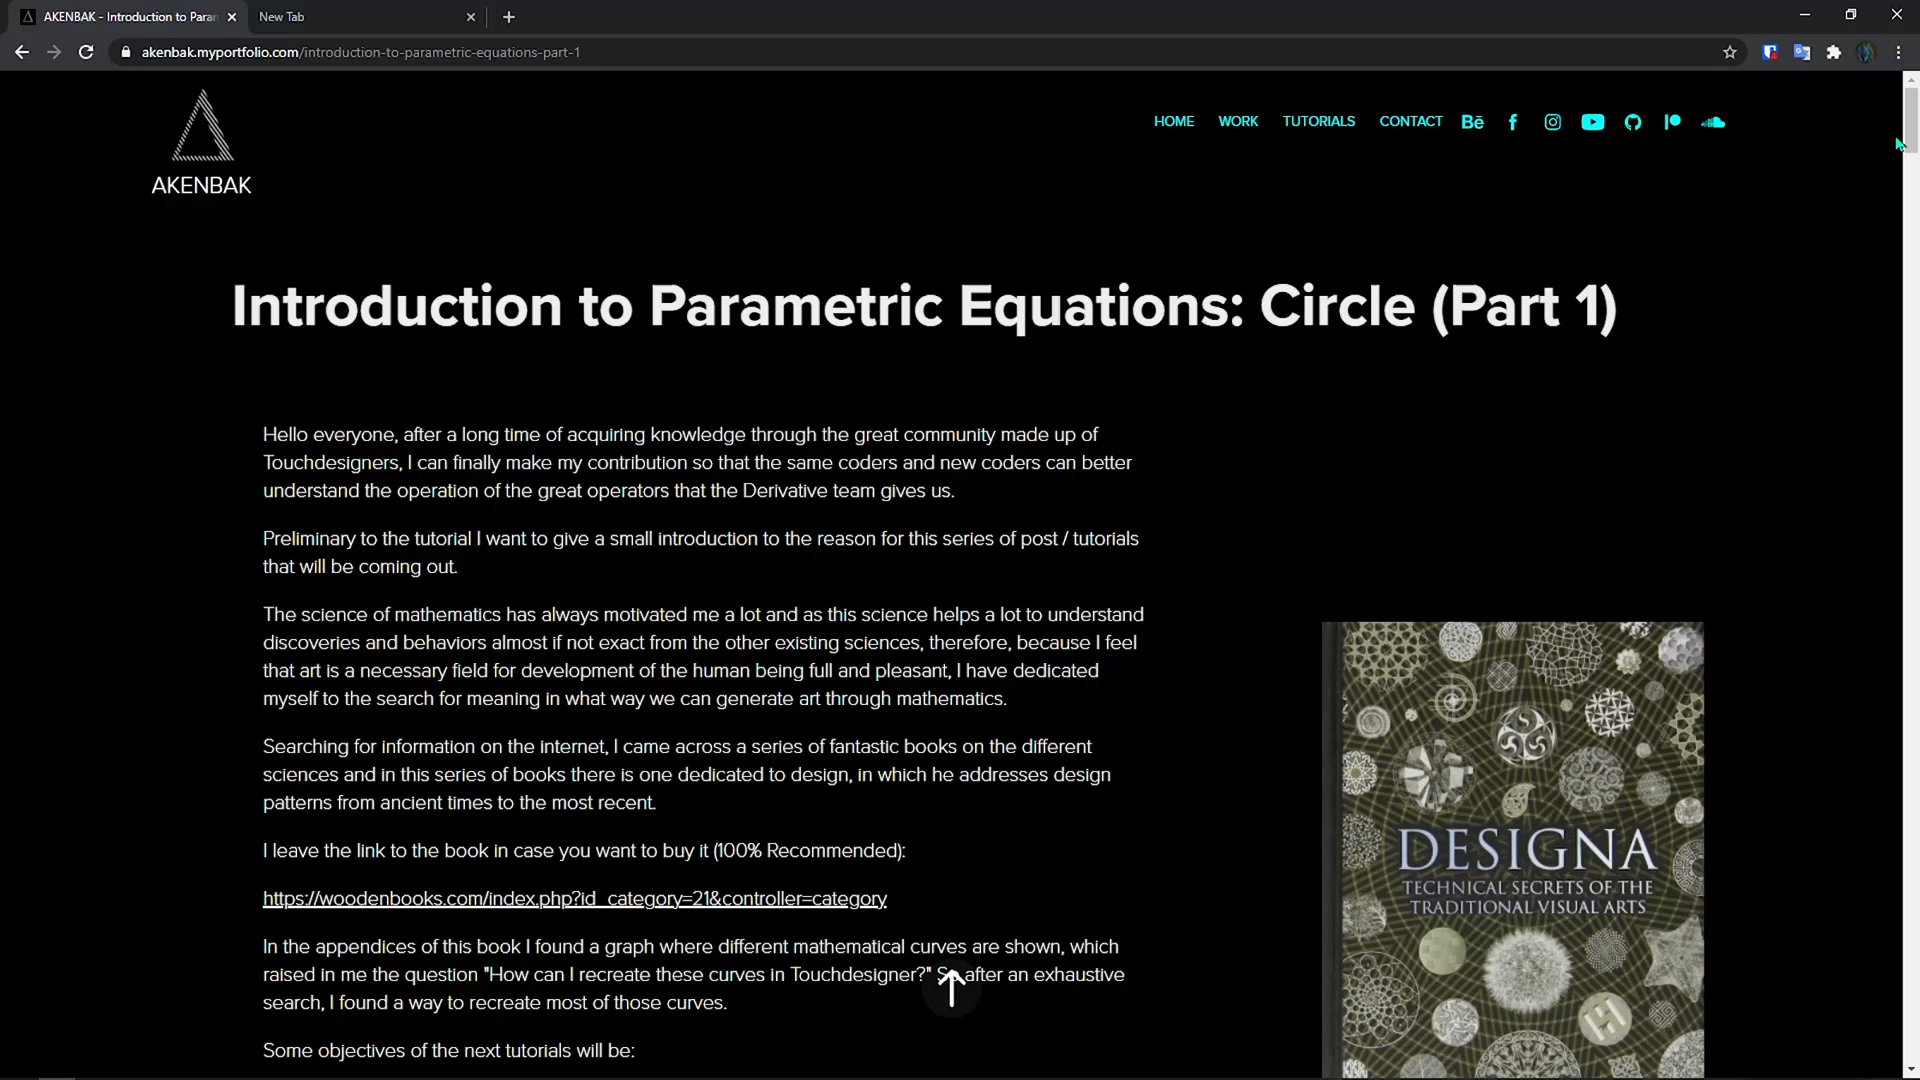 AKENBAK - Introduction to Param
New Tab
akenbak.myportfolio.com/introduction-to-parametric-equations-part-1
AKENBAK
HOME WORK TUTORIALS CONTACT Bē
Introduction to Parametric Equations: Circle (Part 1)
Hello everyone, after a long time of acquiring knowledge through the great community made up of
Touchdesigners, I can finally make my contribution so that the same coders and new coders can better
understand the operation of the great operators that the Derivative team gives us.
Preliminary to the tutorial I want to give a small introduction to the reason for this series of post / tutorials
that will be coming out.
The science of mathematics has always motivated me a lot and as this science helps a lot to understand
discoveries and behaviors almost if not exact from the other existing sciences, therefore, because I feel
that art is a necessary field for development of the human being full and pleasant, I have dedicated
myself to the search for meaning in what way we can generate art through mathematics.
Searching for information on the internet, I came across a series of fantastic books on the different
sciences and in this series of books there is one dedicated to design, in which he addresses design
patterns from ancient times to the most recent.
I leave the link to the book in case you want to buy it (100% Recommended):
https://woodenbooks.com/index.php?id_category=21&controller=category
In the appendices of this book I found a graph where different mathematical curves are shown, which
raised in me the question "How can I recreate these curves in Touchdesigner?" So after an exhaustive
search, I found a way to recreate most of those curves.
Some objectives of the next tutorials will be:
DESIGNA
TECHNICAL SECRETS OF THE
TRADITIONAL VISUAL ARTS